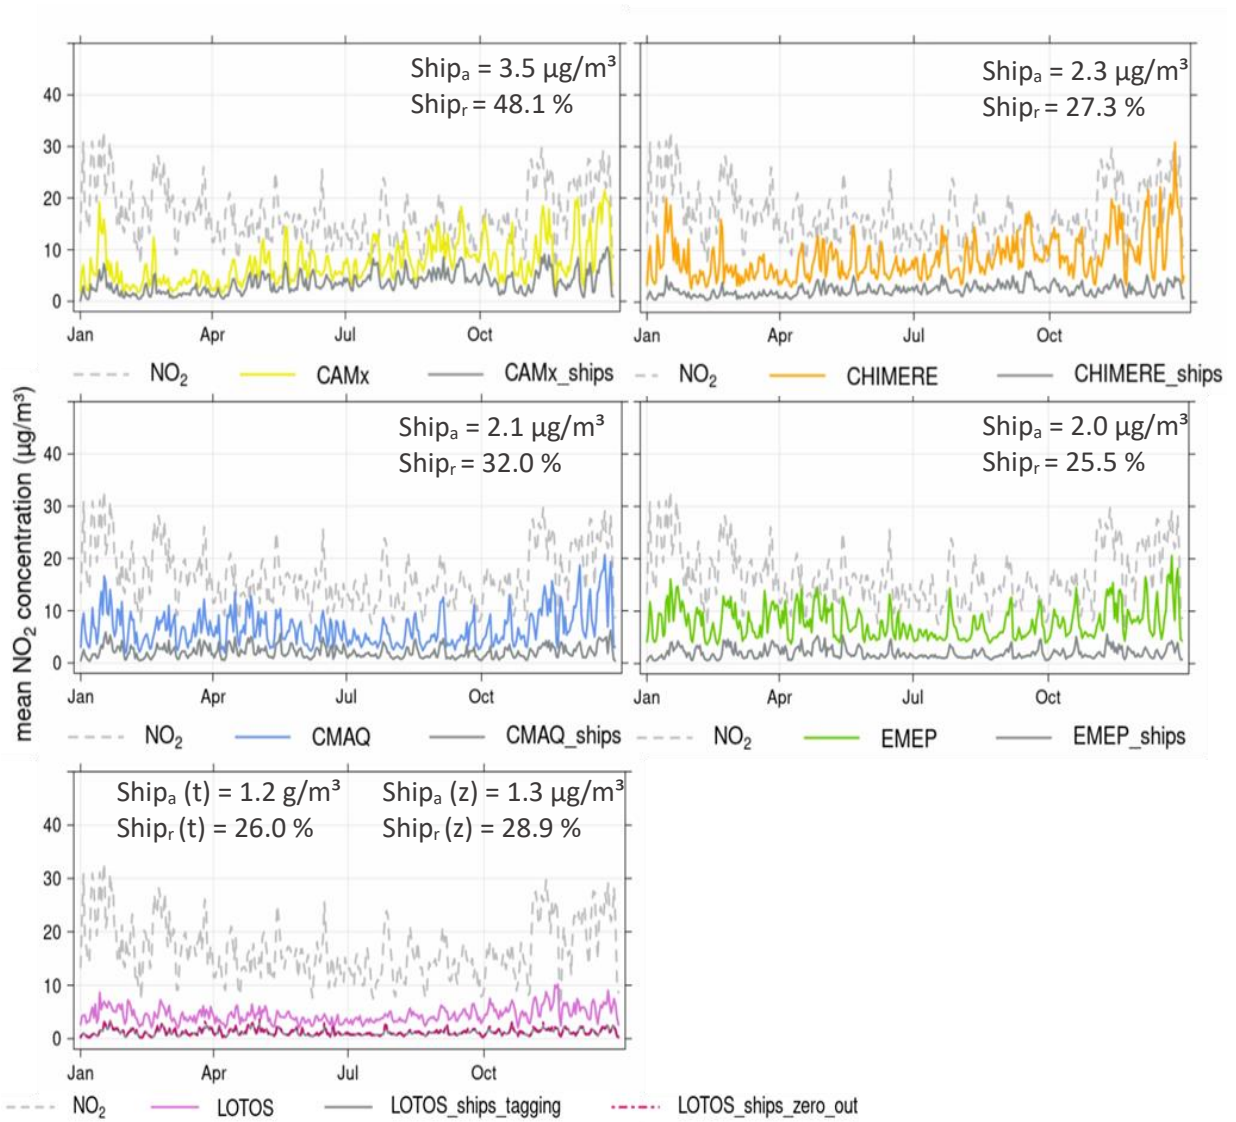 Shipₐ = 3.5 µg/m³
Shipᵣ = 48.1 %
40
30
20
10
0
Jan Apr Jul Oct
NO₂ CAMx CAMx_ships
Shipₐ = 2.3 µg/m³
Shipᵣ = 27.3 %
Jan Apr Jul Oct
NO₂ CHIMERE CHIMERE_ships
mean NO₂ concentration (µg/m³)
Shipₐ = 2.1 µg/m³
Shipᵣ = 32.0 %
40
30
20
10
0
Jan Apr Jul Oct
NO₂ CMAQ CMAQ_ships
Shipₐ = 2.0 µg/m³
Shipᵣ = 25.5 %
Jan Apr Jul Oct
NO₂ EMEP EMEP_ships
Shipₐ (t) = 1.2 g/m³ Shipₐ (z) = 1.3 µg/m³
Shipᵣ (t) = 26.0 % Shipᵣ (z) = 28.9 %
40
30
20
10
0
Jan Apr Jul Oct
NO₂ LOTOS LOTOS_ships_tagging LOTOS_ships_zero_out